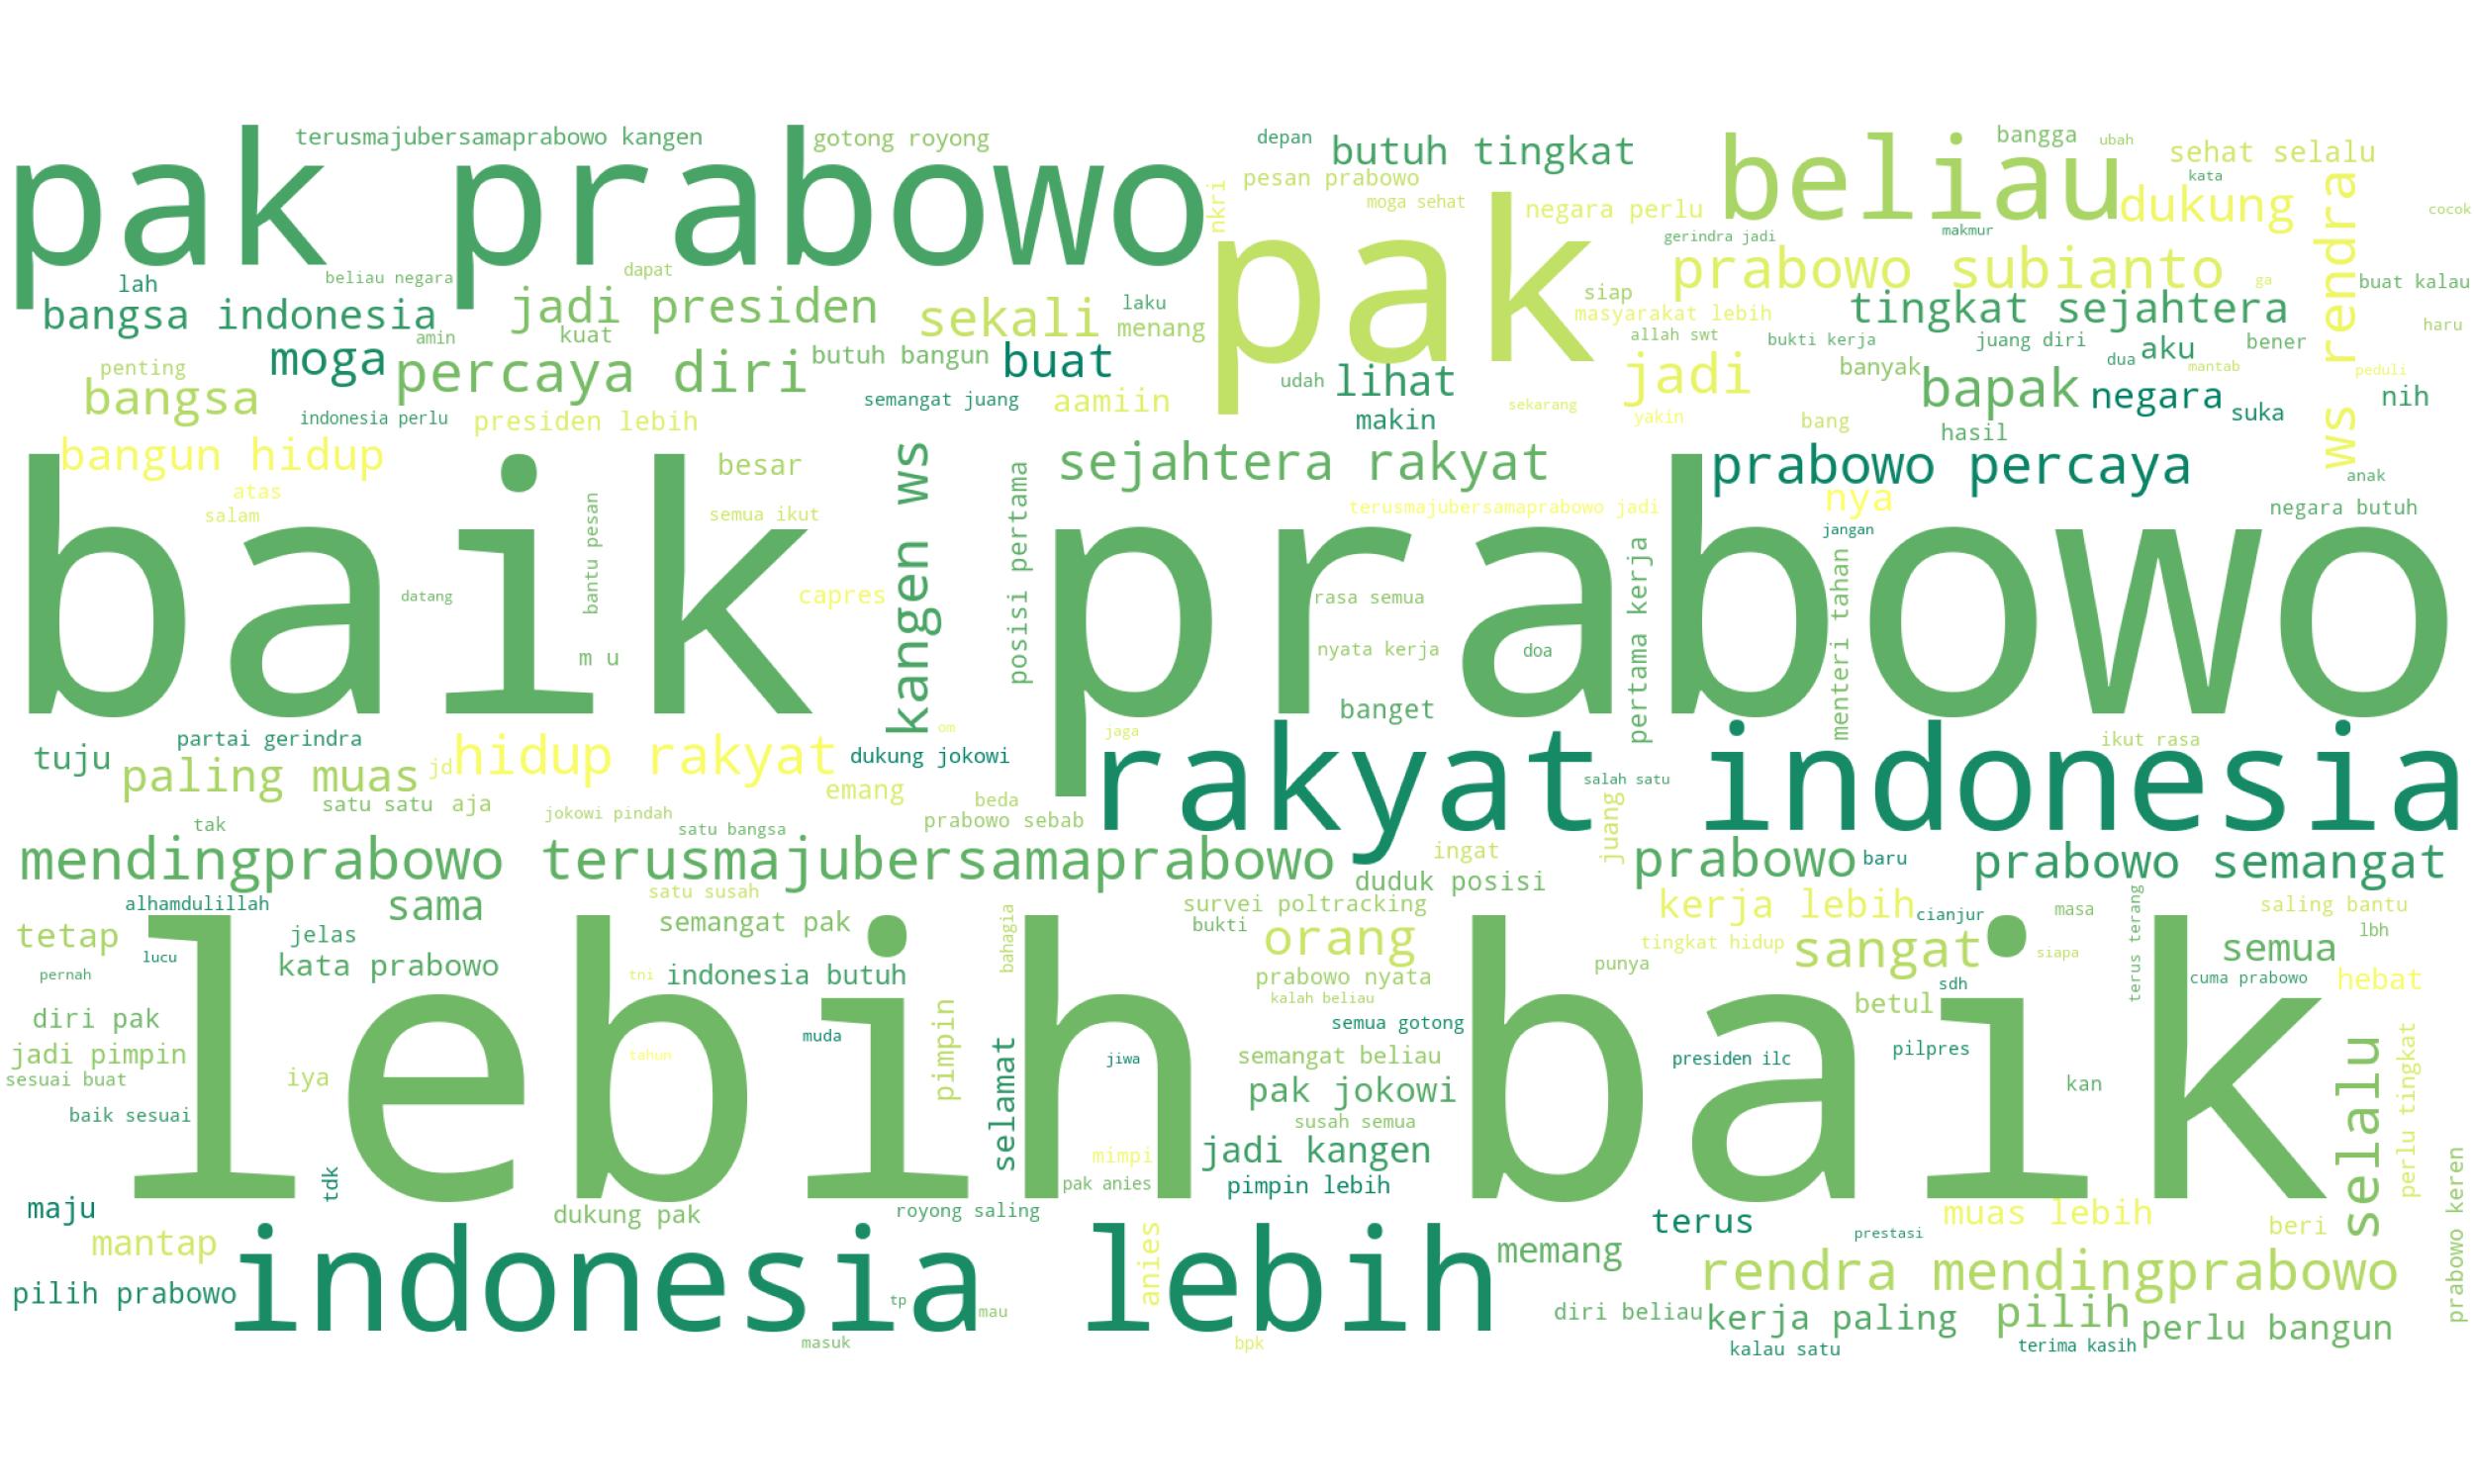 terusmajubersamaprabowo kangen
gotong royong
depan
butuh tingkat
beliau
bangga
ubah
sehat selalu
pak prabowo
pesan prabowo
nkri
moga sehat
pak
negara perlu
dukung
kata
ws rendra
cocok
gerindra jadi
makmur
lah
beliau negara
dapat
prabowo subianto
ga
buat kalau
bangsa indonesia
jadi presiden
sekali
laku
menang
siap
masyarakat lebih
tingkat sejahtera
haru
amin
kuat
allah swt
bukti kerja
juang diri
bener
moga
percaya diri
butuh bangun
buat
dua
aku
penting
banyak
mantab
peduli
bangsa
semangat juang
aamiin
udah
lihat
jadi
bapak
negara
suka
nih
indonesia perlu
presiden lebih
makin
sekarang
yakin
bang
hasil
bangun hidup
besar
kangen ws
posisi pertama
sejahtera rakyat
prabowo percaya
anak
atas
salam
bantu pesan
semua ikut
terusmajubersamaprabowo jadi
nya
negara butuh
jangan
baik
prabowo
datang
capres
rasa semua
pertama kerja
menteri tahan
m u
nyata kerja
doa
banget
tuju
partai gerindra
om
jaga
ikut rasa
paling muas
jd
hidup rakyat
dukung jokowi
rakyat indonesia
salah satu
satu satu
aja
emang
beda
jokowi pindah
satu bangsa
prabowo sebab
juang
tak
mendingprabowo
terusmajubersamaprabowo
ingat
duduk posisi
prabowo
baru
prabowo semangat
satu susah
alhamdulillah
sama
semangat pak
bahagia
survei poltracking
bukti
kerja lebih
cianjur
masa
terus terang
saling bantu
lbh
tetap
jelas
lucu
kata prabowo
pernah
tni
indonesia butuh
orang
prabowo nyata
kalah beliau
tingkat hidup
punya
sangat
siapa
sdh
semua
cuma prabowo
hebat
lebih baik
diri pak
jadi pimpin
sesuai buat
iya
baik sesuai
tahun
muda
pimpin
selamat
jiwa
semua gotong
semangat beliau
pak jokowi
susah semua
betul
presiden ilc
pilpres
kan
selalu
perlu tingkat
tdk
mimpi
pak anies
jadi kangen
pimpin lebih
prabowo keren
maju
dukung pak
royong saling
terus
muas lebih
prestasi
beri
mantap
indonesia lebih
anies
memang
rendra mendingprabowo
pilih prabowo
tp
mau
masuk
bpk
diri beliau
kerja paling
pilih
perlu bangun
kalau satu
terima kasih